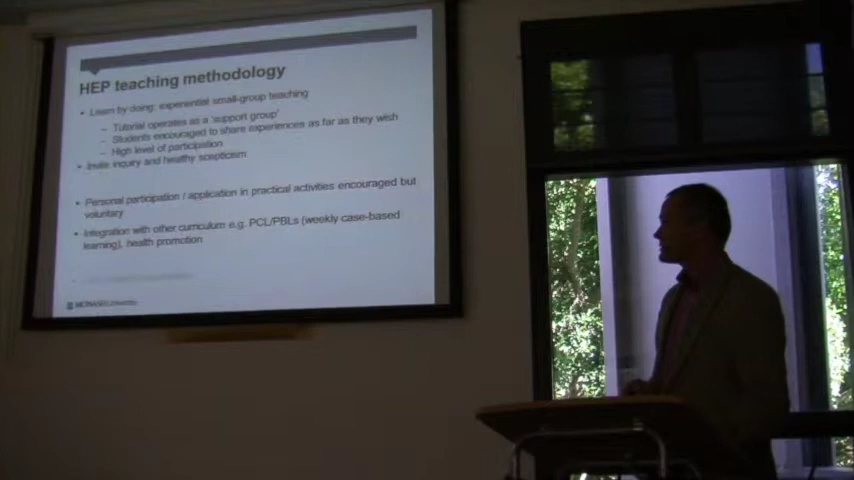 HEP teaching methodology
• Learn by doing: experiential small-group teaching
– Tutorial operates as a 'support group'
– Students encouraged to share experiences as far as they wish
– High level of participation
• Invite inquiry and healthy scepticism
• Personal participation / application in practical activities encouraged but
voluntary
• Integration with other curriculum e.g. PCL/PBLs (weekly case-based
learning), health promotion
MONASH University